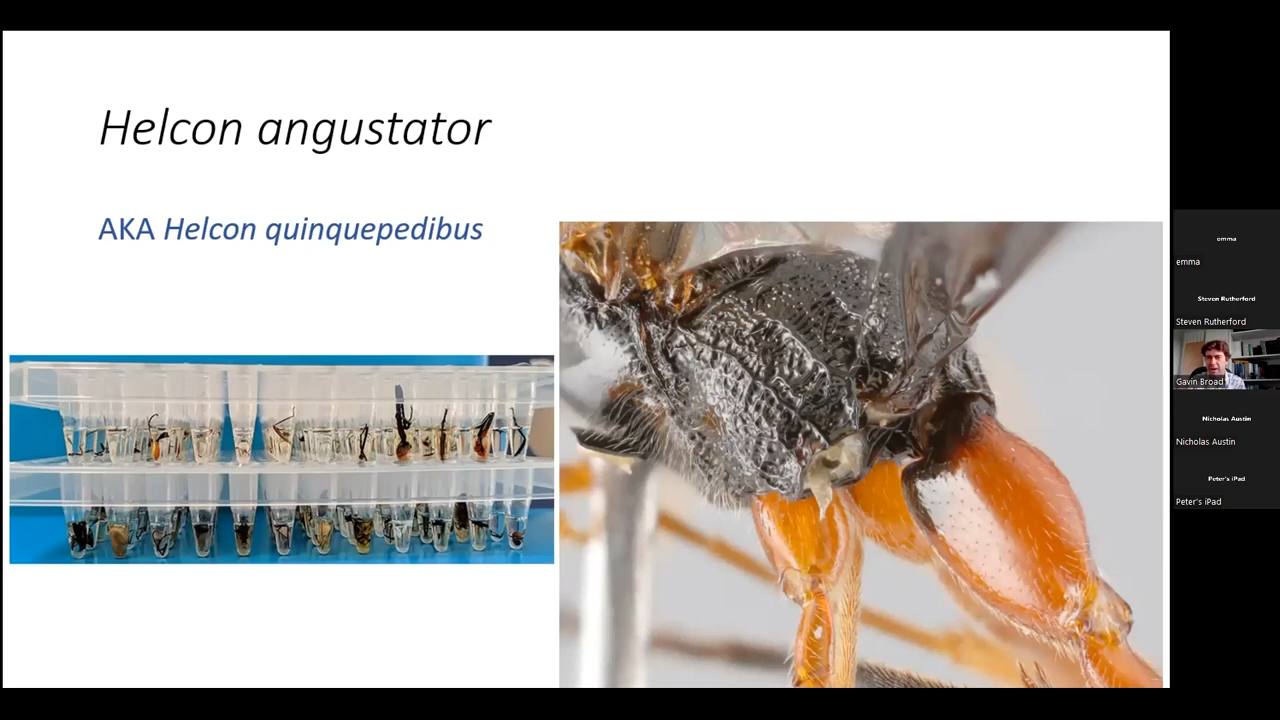 Helcon angustator
AKA Helcon quinquepedibus
emma
emma
Steven Rutherford
Steven Rutherford
Gavin Broad
Nicholas Austin
Nicholas Austin
Peter's iPad
Peter's iPad